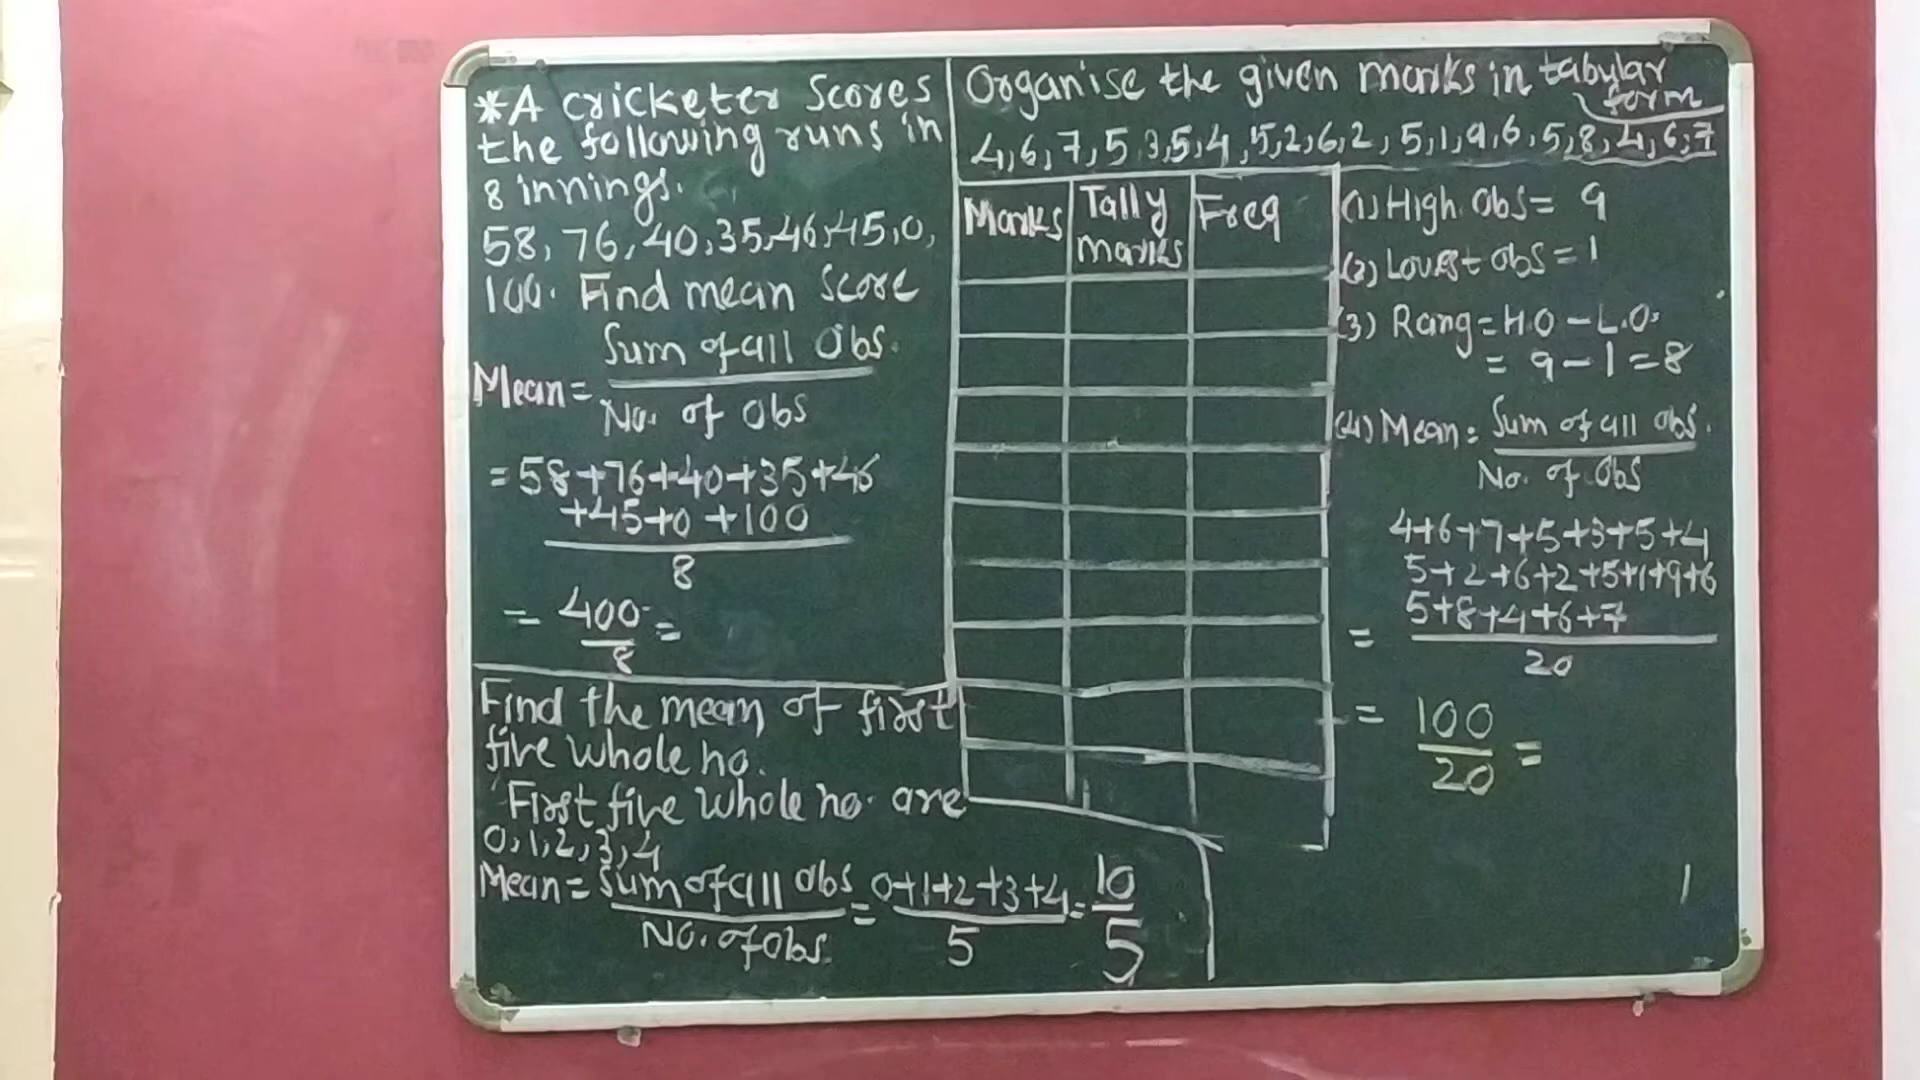 *A cricketer Scores
the following runs in
8 innings.
58, 76, 40, 35, 46, 45, 0,
100. Find mean score
Mean = Sum of all Obs.
No. of Obs
= 58+76+40+35+46
+45+0+100
8
= 400 =
8
Find the mean of first
five whole no.
First five whole no. are
0, 1, 2, 3, 4
Mean = Sum of all obs = 0+1+2+3+4 = 10
No. of obs. 5 5
Organise the given marks in tabular
form
4, 6, 7, 5 3, 5, 4, 5, 2, 6, 2, 5, 1, 9, 6, 5, 8, 4, 6, 7
Marks Tally Freq
marks
(1) High. Obs = 9
(2) Lowest obs = 1
(3) Rang = H.O - L.O.
= 9 - 1 = 8
(4) Mean = Sum of all obs.
No. of Obs
4+6+7+5+3+5+4
5+2+6+2+5+1+9+6
5+8+4+6+7
=
20
= 100 =
20
1